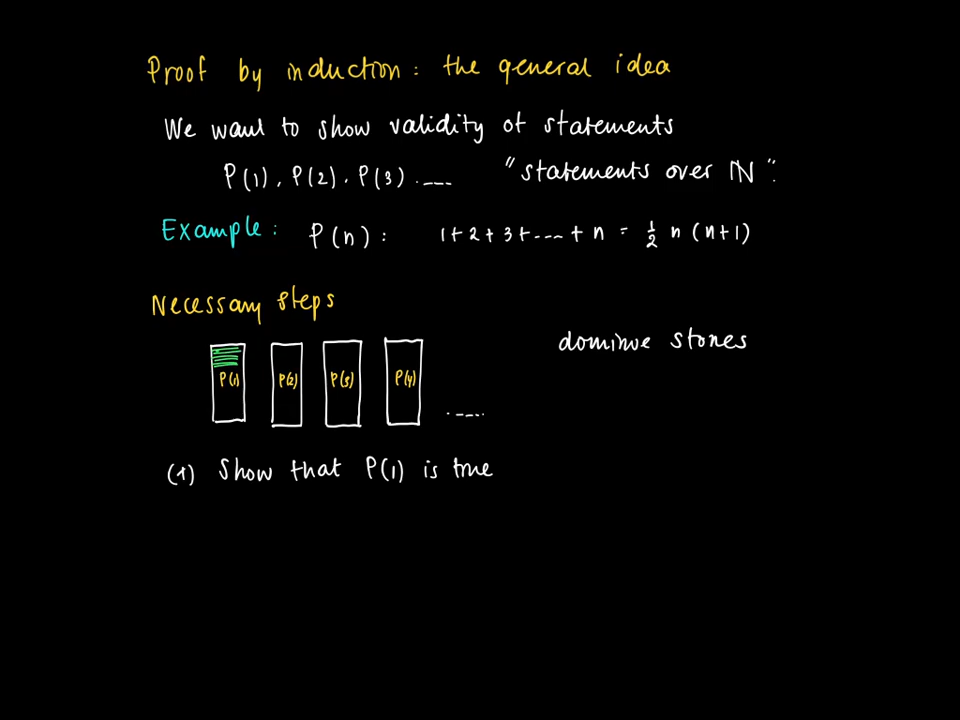 Proof by induction: the general idea
We want to show validity of statements
P(1), P(2), P(3) ..... "statements over ℕ":
Example: P(n): 1+2+3+.....+n = 1/2 n (n+1)
Necessary steps
domino stones
P(1) P(2) P(3) P(4) .....
(1) Show that P(1) is true